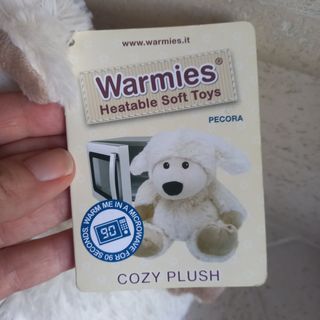 www.warmies.it
Warmies®
Heatable Soft Toys
PECORA
WARM ME IN A MICROWAVE FOR 90 SECONDS.
90
COZY PLUSH